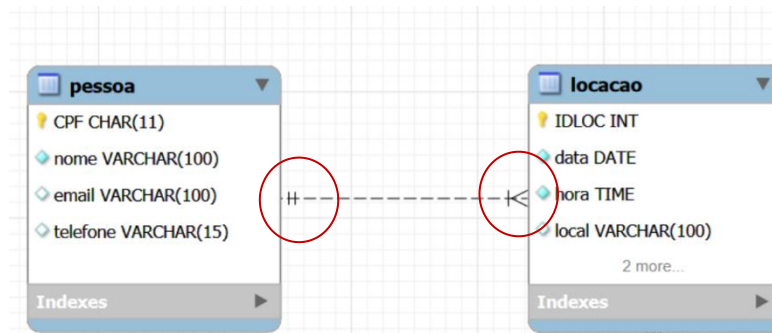 pessoa
CPF CHAR(11)
nome VARCHAR(100)
email VARCHAR(100)
telefone VARCHAR(15)
Indexes
locacao
IDLOC INT
data DATE
hora TIME
local VARCHAR(100)
2 more...
Indexes